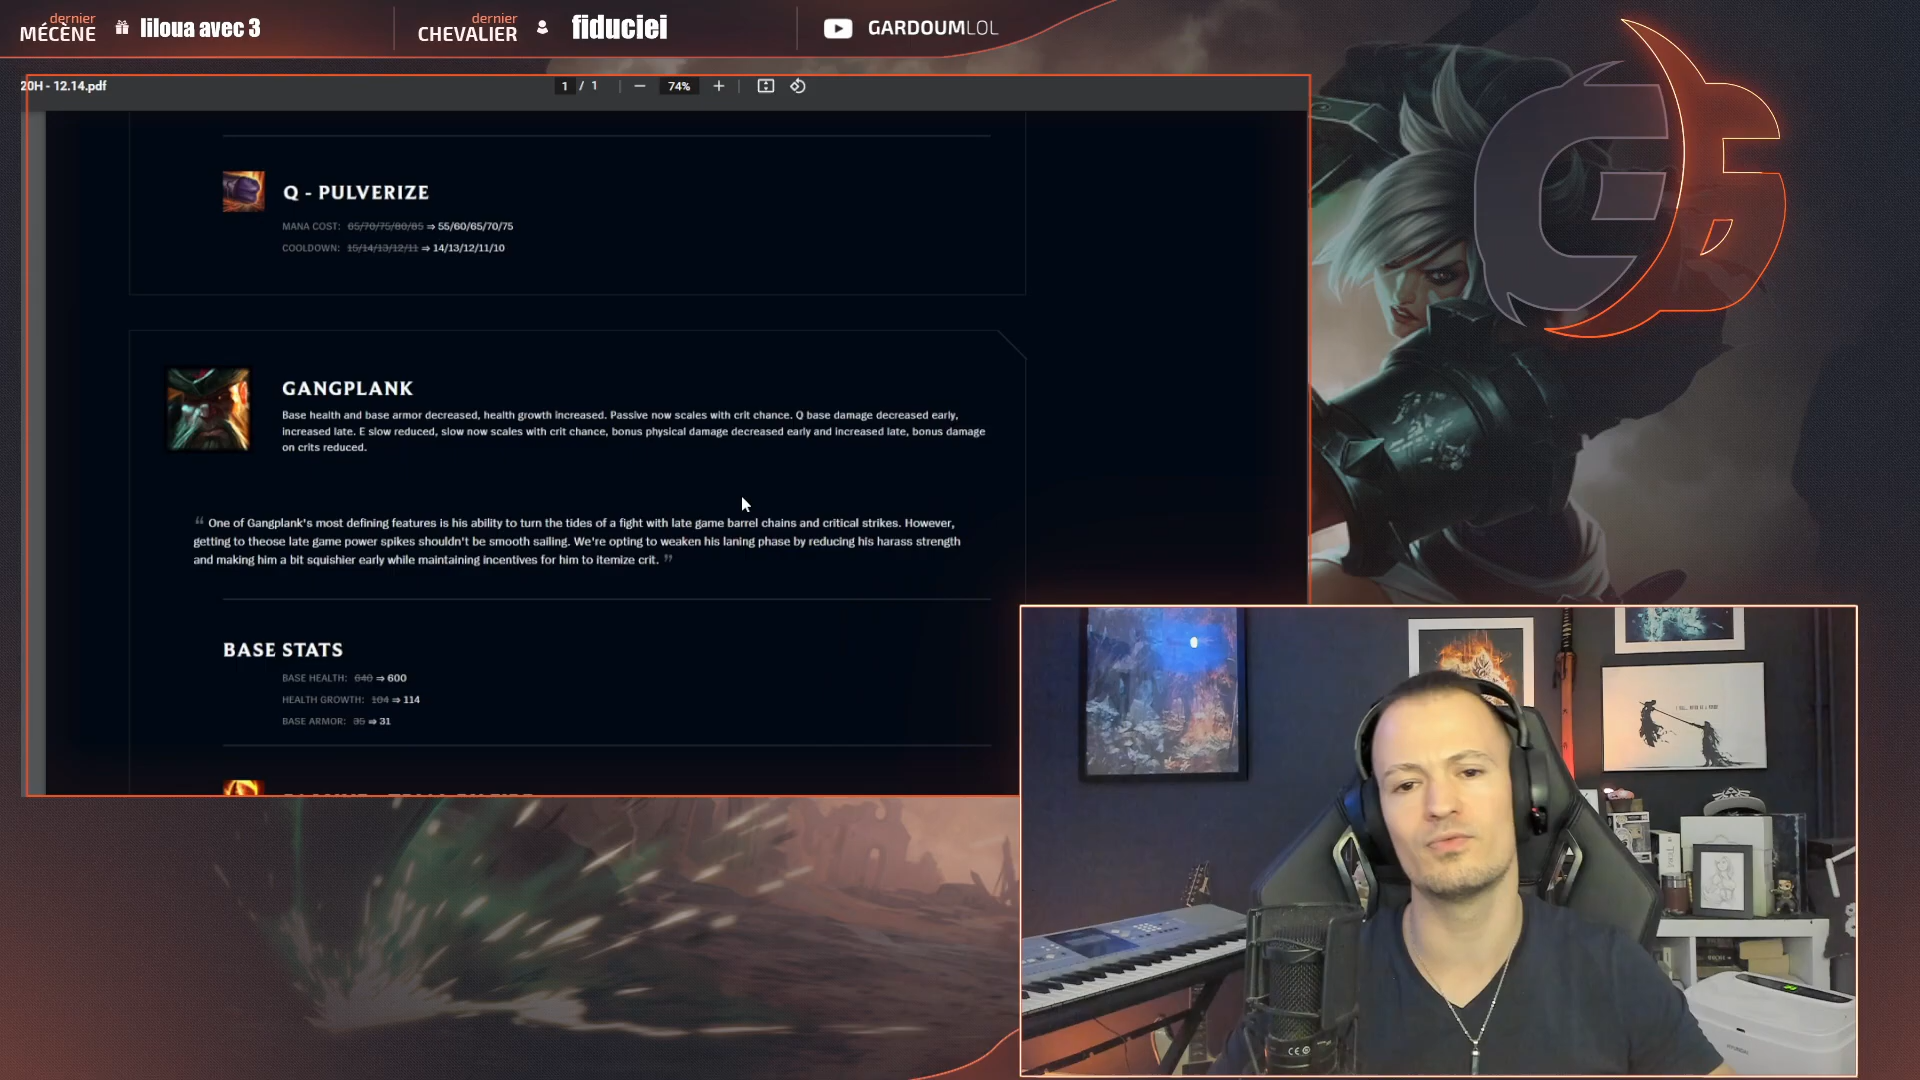 dernier
MÉCÈNE
liloua avec 3
dernier
CHEVALIER
fiduciei
GARDOUMLOL
20H - 12.14.pdf
1 / 1
74%
Q - PULVERIZE
MANA COST: 65/70/75/80/85 ⇒ 55/60/65/70/75
COOLDOWN: 15/14/13/12/11 ⇒ 14/13/12/11/10
GANGPLANK
Base health and base armor decreased, health growth increased. Passive now scales with crit chance. Q base damage decreased early,
increased late. E slow reduced, slow now scales with crit chance, bonus physical damage decreased early and increased late, bonus damage
on crits reduced.
“ One of Gangplank's most defining features is his ability to turn the tides of a fight with late game barrel chains and critical strikes. However,
getting to theose late game power spikes shouldn't be smooth sailing. We're opting to weaken his laning phase by reducing his harass strength
and making him a bit squishier early while maintaining incentives for him to itemize crit. ”
BASE STATS
BASE HEALTH: 640 ⇒ 600
HEALTH GROWTH: 104 ⇒ 114
BASE ARMOR: 35 ⇒ 31